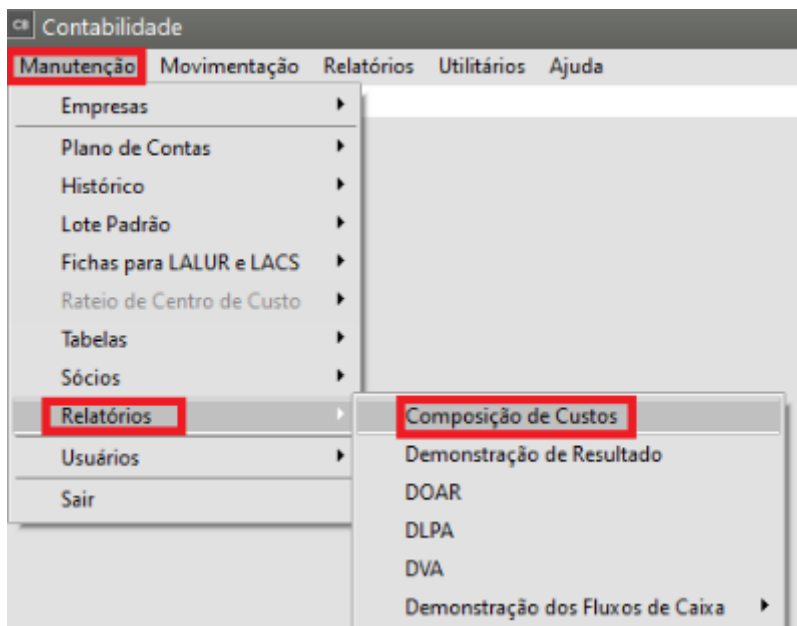 CB Contabilidade
Manutenção Movimentação Relatórios Utilitários Ajuda
Empresas
Plano de Contas
Histórico
Lote Padrão
Fichas para LALUR e LACS
Rateio de Centro de Custo
Tabelas
Sócios
Relatórios
Usuários
Sair
Composição de Custos
Demonstração de Resultado
DOAR
DLPA
DVA
Demonstração dos Fluxos de Caixa